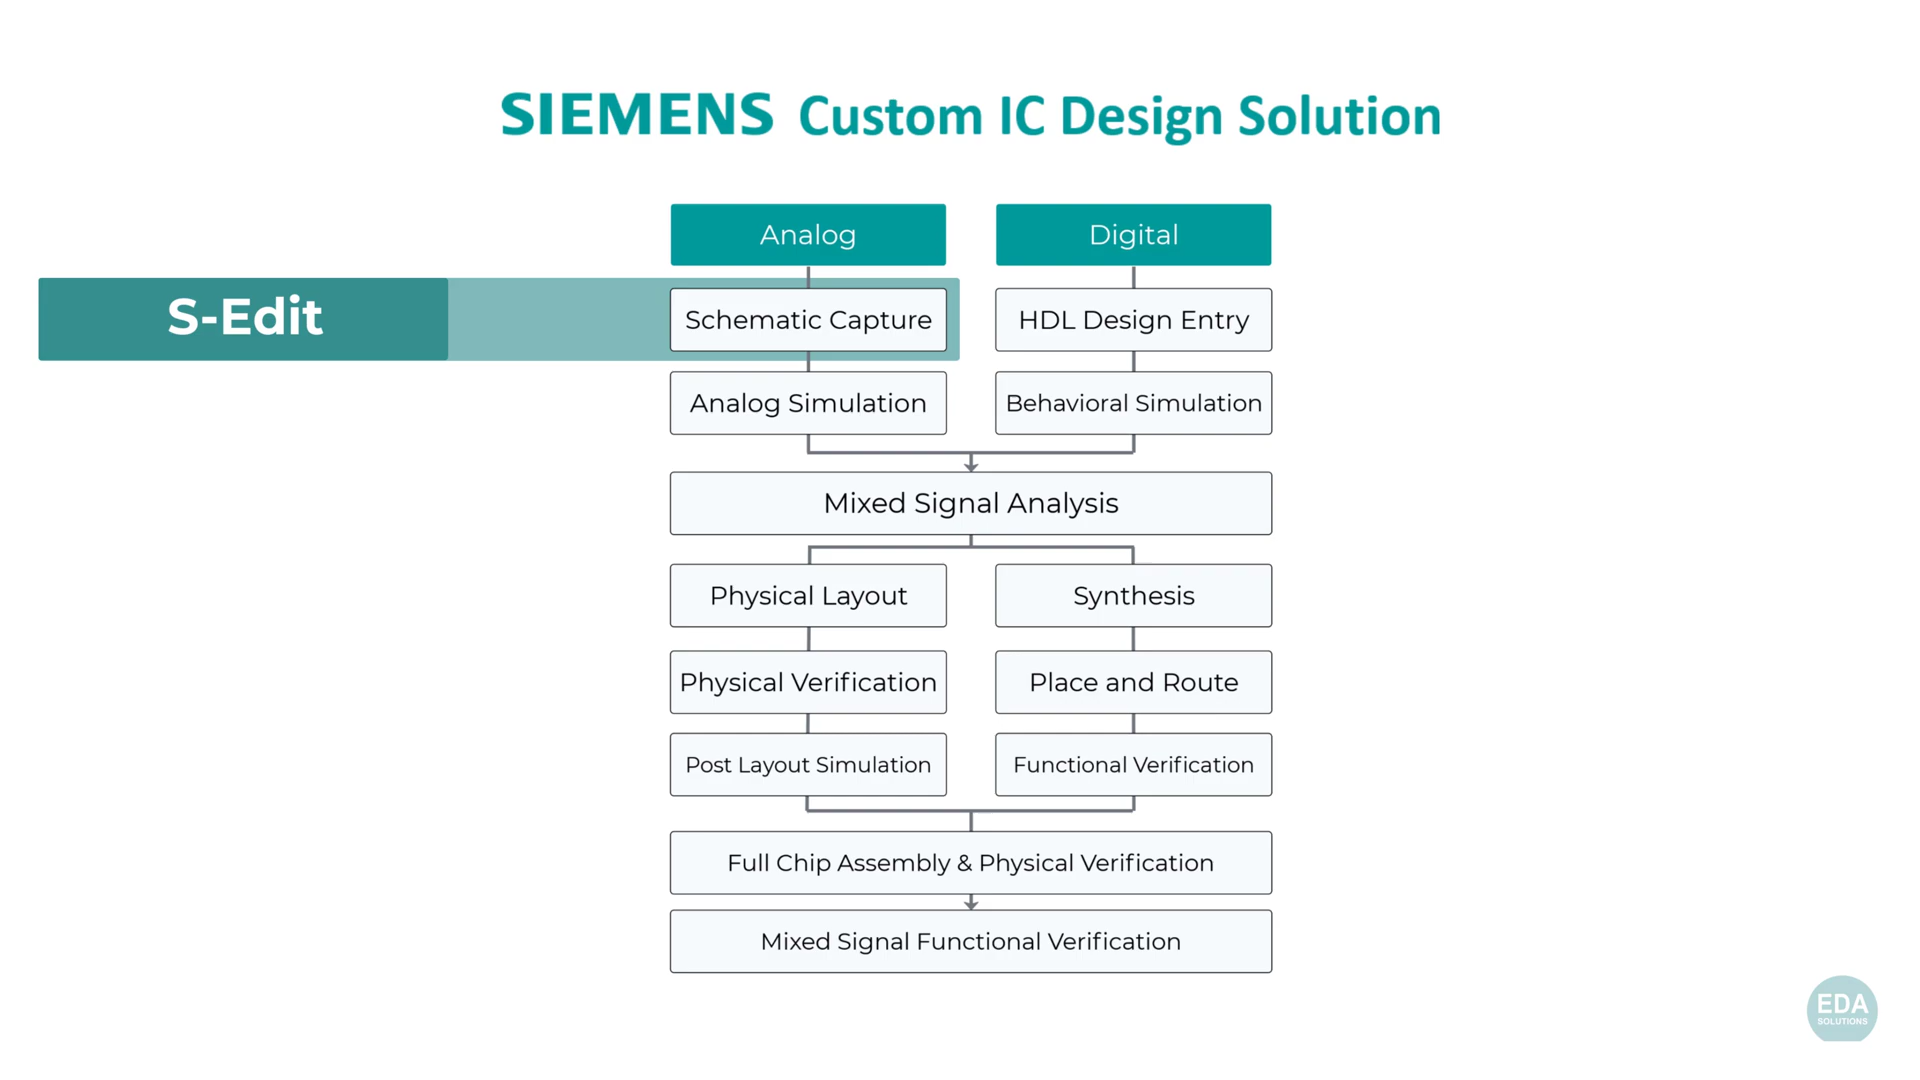 SIEMENS Custom IC Design Solution
Analog
Digital
S-Edit
Schematic Capture
HDL Design Entry
Analog Simulation
Behavioral Simulation
Mixed Signal Analysis
Physical Layout
Synthesis
Physical Verification
Place and Route
Post Layout Simulation
Functional Verification
Full Chip Assembly & Physical Verification
Mixed Signal Functional Verification
EDA
SOLUTIONS